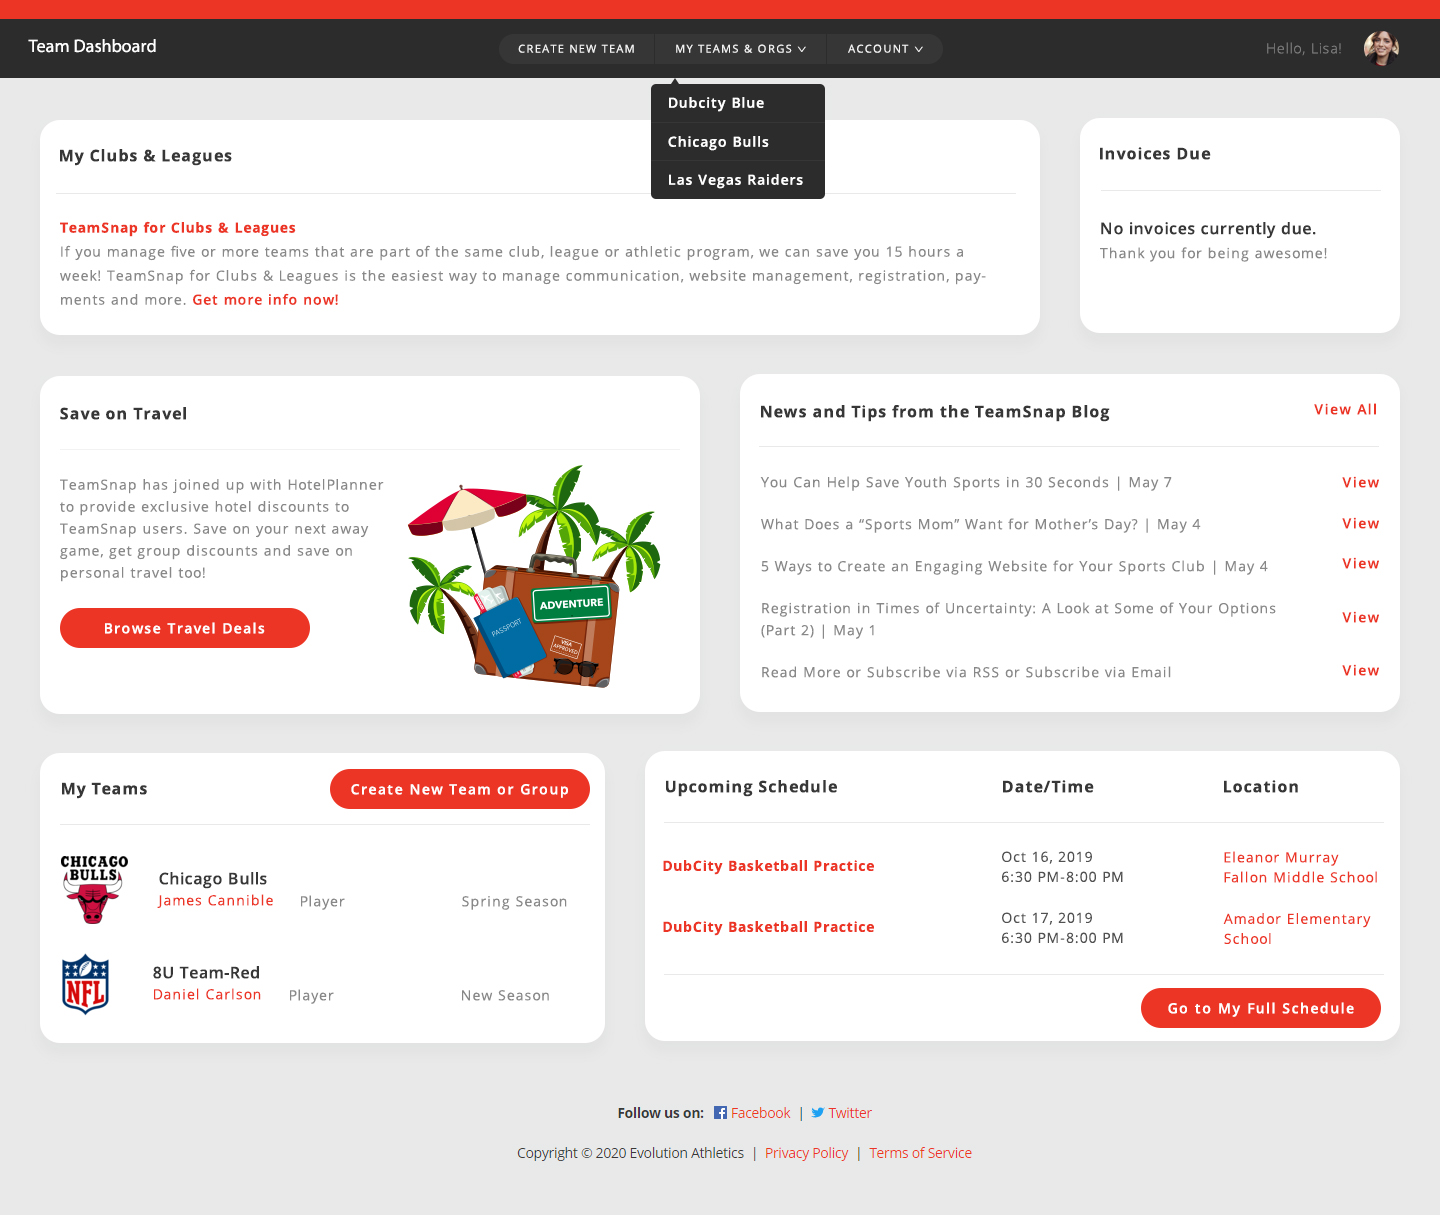 Team Dashboard
CREATE NEW TEAM
MY TEAMS & ORGS
ACCOUNT
Hello, Lisa!
Dubcity Blue
Chicago Bulls
Las Vegas Raiders
My Clubs & Leagues
TeamSnap for Clubs & Leagues
If you manage five or more teams that are part of the same club, league or athletic program, we can save you 15 hours a
week! TeamSnap for Clubs & Leagues is the easiest way to manage communication, website management, registration, pay-
ments and more. Get more info now!
Invoices Due
No invoices currently due.
Thank you for being awesome!
Save on Travel
TeamSnap has joined up with HotelPlanner
to provide exclusive hotel discounts to
TeamSnap users. Save on your next away
game, get group discounts and save on
personal travel too!
Browse Travel Deals
ADVENTURE
PASSPORT
VISA
APPROVED
News and Tips from the TeamSnap Blog
View All
You Can Help Save Youth Sports in 30 Seconds | May 7
View
What Does a “Sports Mom” Want for Mother’s Day? | May 4
View
5 Ways to Create an Engaging Website for Your Sports Club | May 4
View
Registration in Times of Uncertainty: A Look at Some of Your Options
(Part 2) | May 1
View
Read More or Subscribe via RSS or Subscribe via Email
View
My Teams
Create New Team or Group
CHICAGO
BULLS
Chicago Bulls
James Cannible
Player
Spring Season
NFL
8U Team-Red
Daniel Carlson
Player
New Season
Upcoming Schedule
Date/Time
Location
DubCity Basketball Practice
Oct 16, 2019
6:30 PM-8:00 PM
Eleanor Murray
Fallon Middle School
DubCity Basketball Practice
Oct 17, 2019
6:30 PM-8:00 PM
Amador Elementary
School
Go to My Full Schedule
Follow us on: Facebook | Twitter
Copyright © 2020 Evolution Athletics | Privacy Policy | Terms of Service